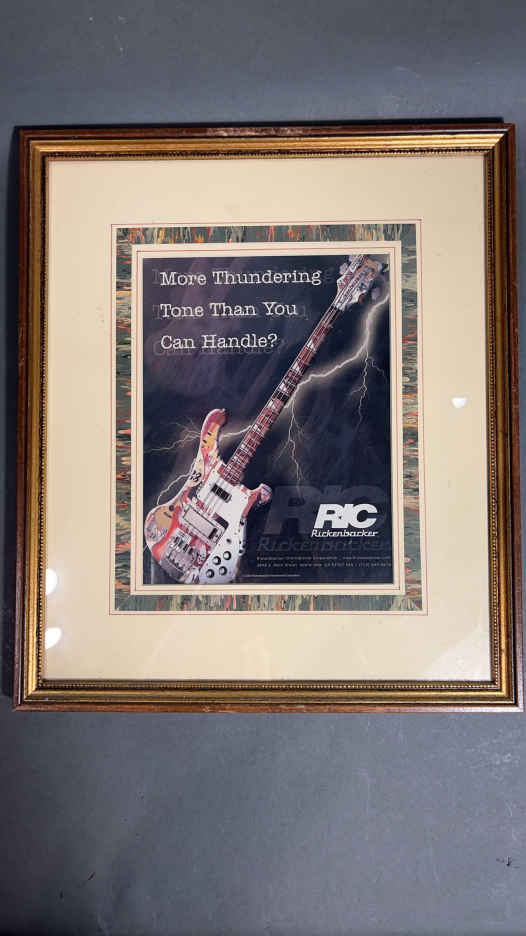 More Thundering
Tone Than You
Can Handle?
RIC
Rickenbacker